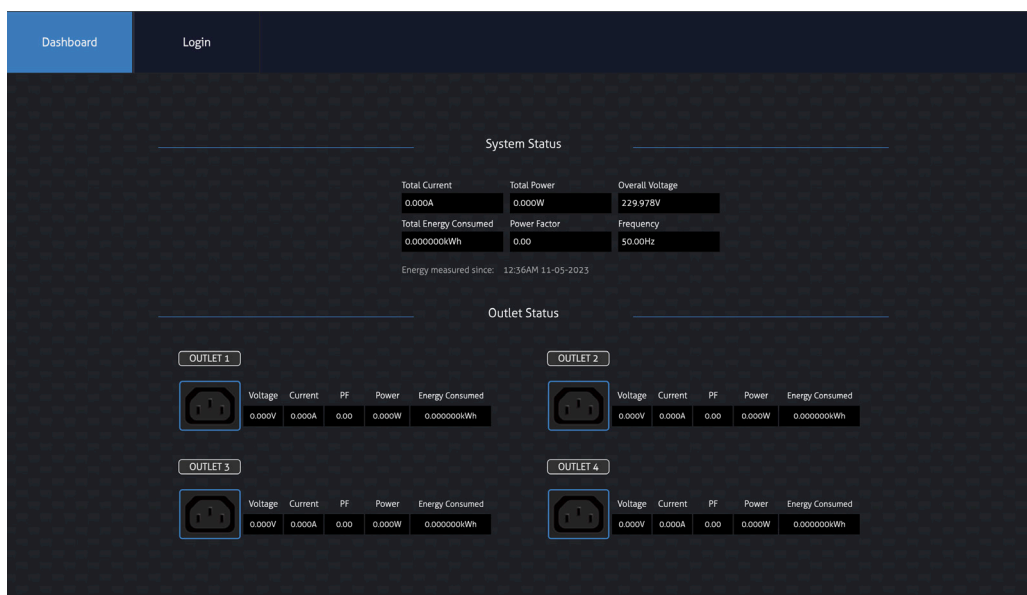 Dashboard Login
System Status
Total Current Total Power Overall Voltage
0.000A 0.000W 229.978V
Total Energy Consumed Power Factor Frequency
0.000000kWh 0.00 50.00Hz
Energy measured since: 12:36AM 11-05-2023
Outlet Status
OUTLET 1 OUTLET 2
Voltage Current PF Power Energy Consumed Voltage Current PF Power Energy Consumed
0.000V 0.000A 0.00 0.000W 0.000000kWh 0.000V 0.000A 0.00 0.000W 0.000000kWh
OUTLET 3 OUTLET 4
Voltage Current PF Power Energy Consumed Voltage Current PF Power Energy Consumed
0.000V 0.000A 0.00 0.000W 0.000000kWh 0.000V 0.000A 0.00 0.000W 0.000000kWh